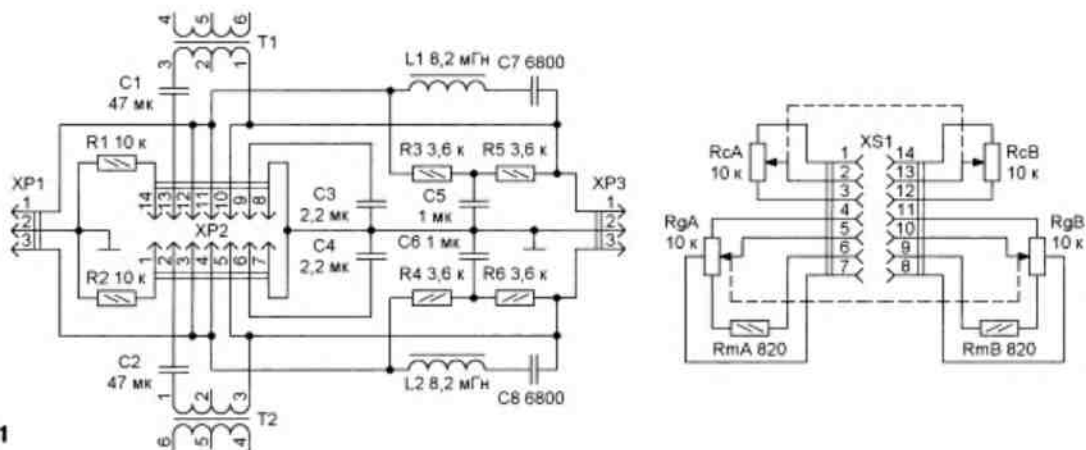 4 5 6
T1
3 2 1
C1
47 мк
L1 8,2 мГн
C7 6800
R1 10 к
R3 3,6 к
R5 3,6 к
14 13 12 11 10 9 8
XP1
1
2
3
XP2
C3
2,2 мк
C5
1 мк
XP3
1
2
3
C4
2,2 мк
C6 1 мк
R2 10 к
1 2 3 4 5 6 7
R4 3,6 к
R6 3,6 к
C2
47 мк
L2 8,2 мГн
C8 6800
1 2 3
T2
6 5 4
1
XS1
RcA
10 к
RcB
10 к
1 14
2 13
3 12
4 11
5 10
6 9
7 8
RgA
10 к
RgB
10 к
RmA 820
RmB 820